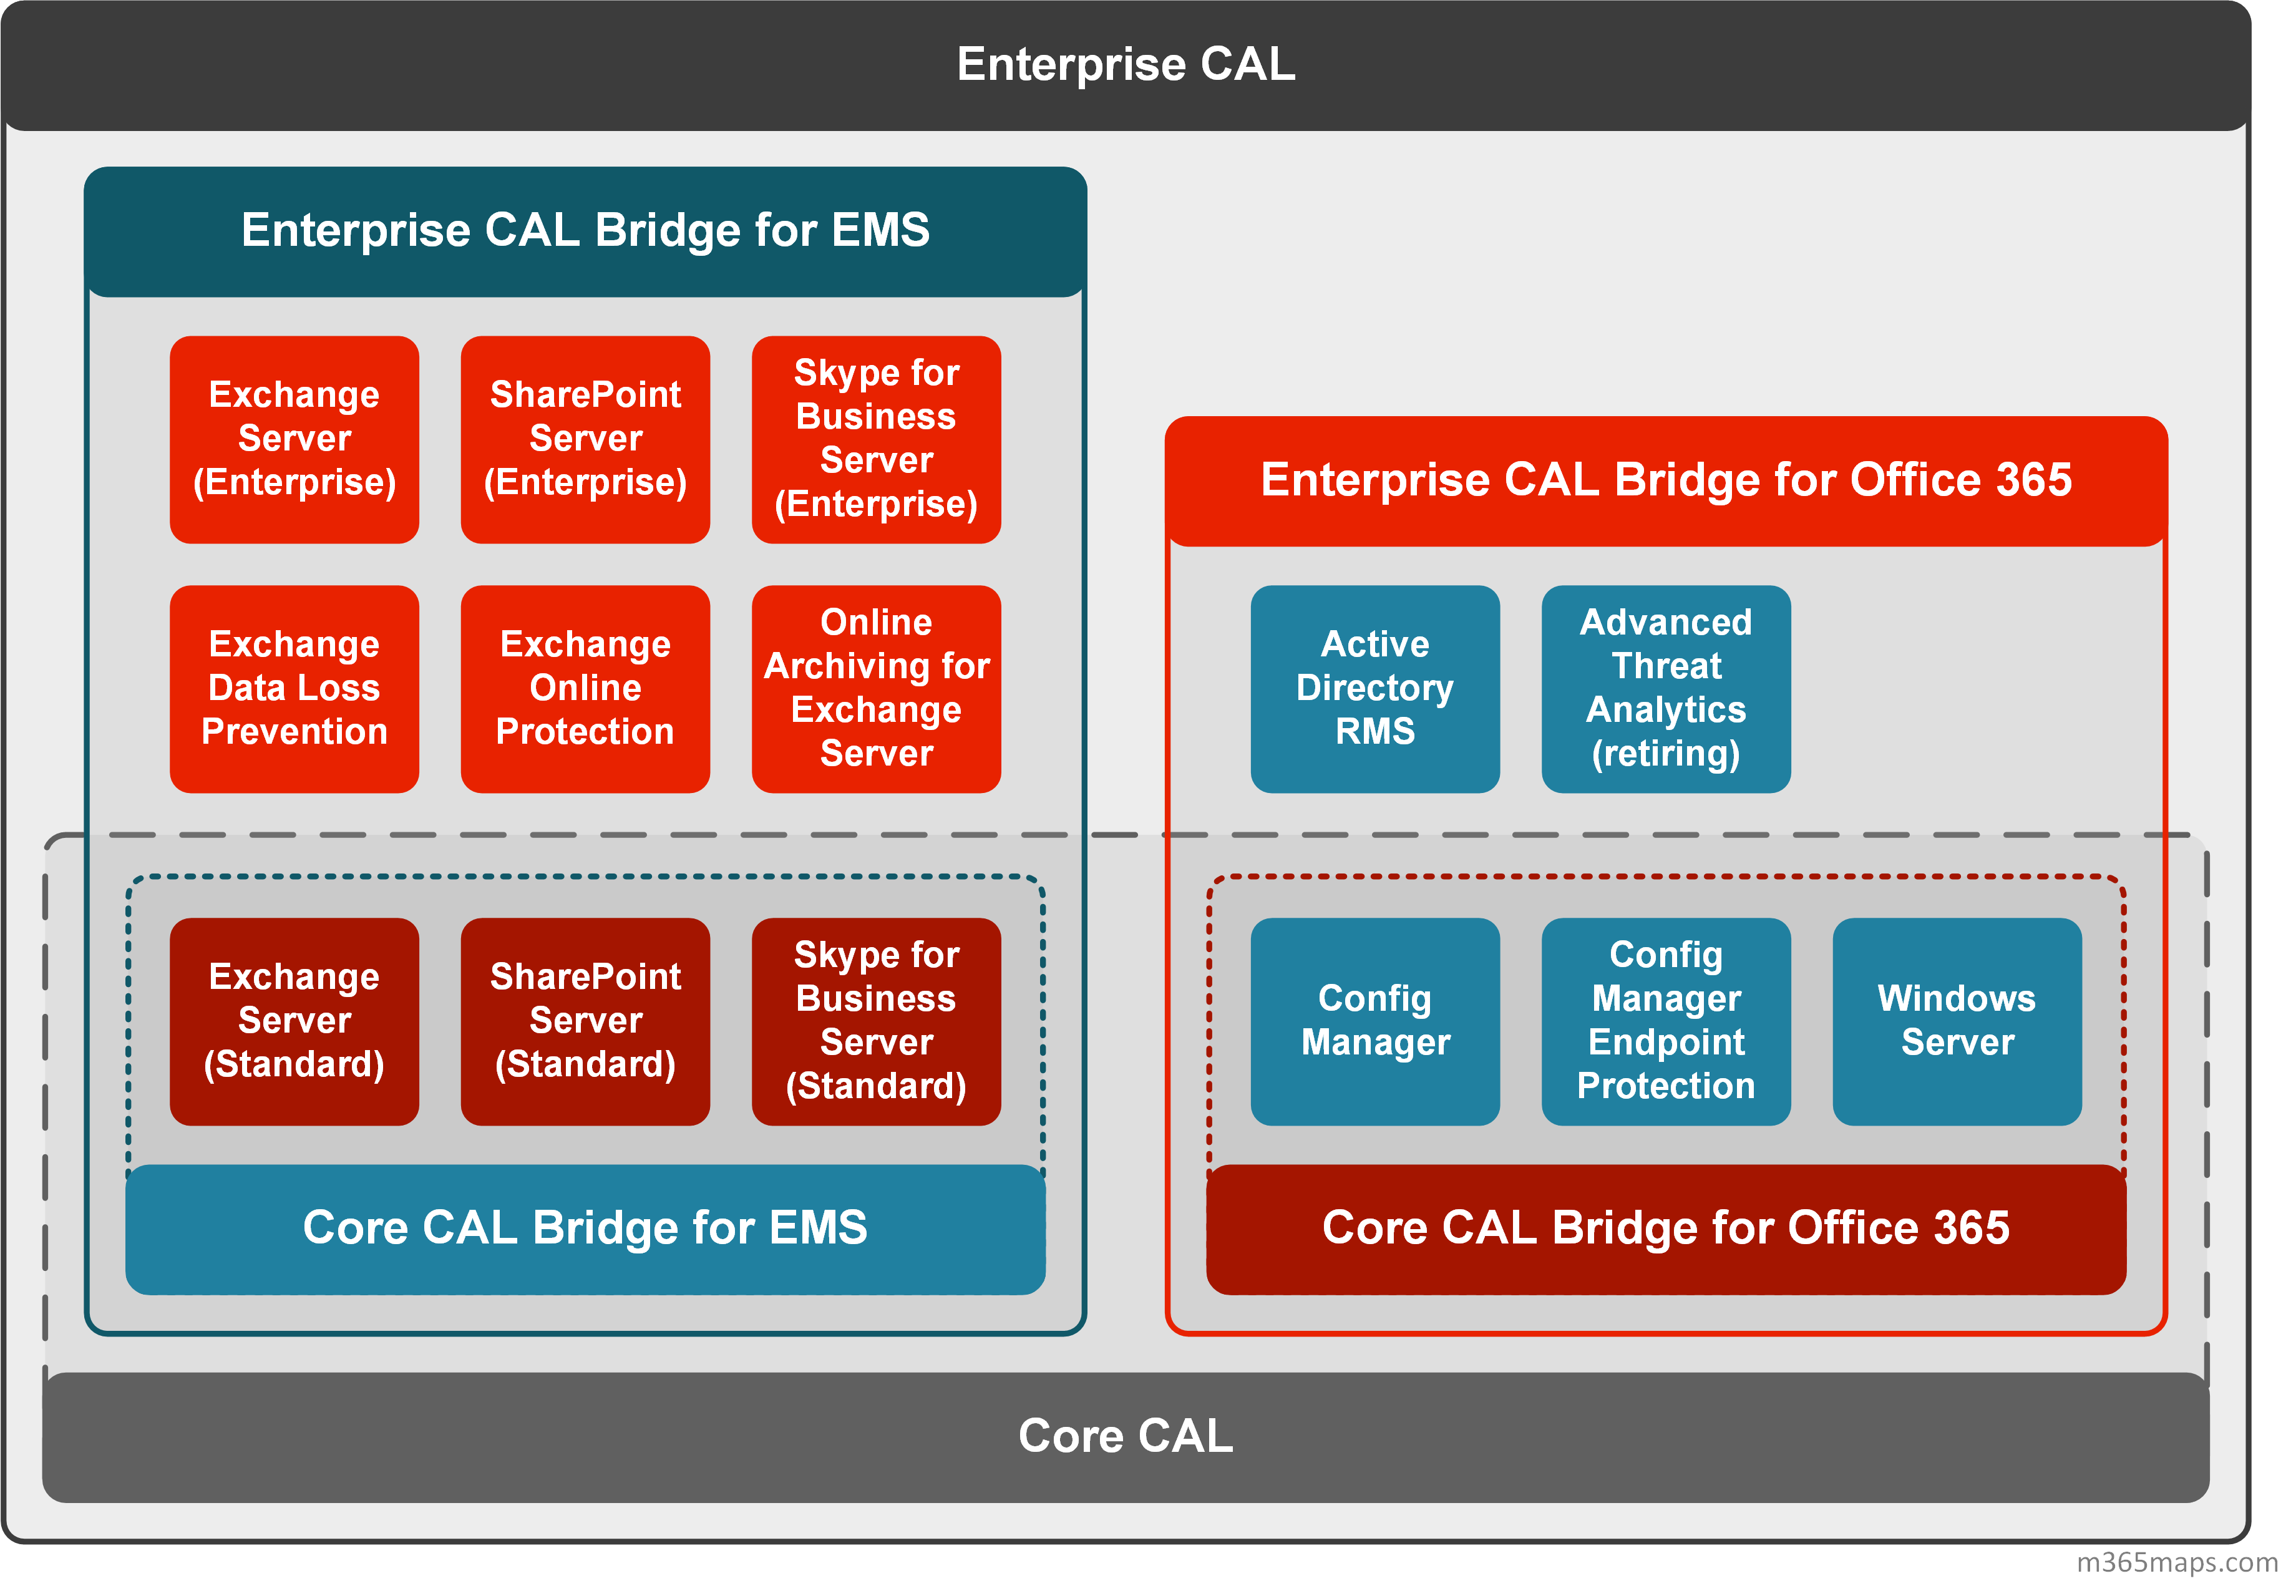 Enterprise CAL
Enterprise CAL Bridge for EMS
Exchange
Server
(Enterprise)
SharePoint
Server
(Enterprise)
Skype for
Business
Server
(Enterprise)
Exchange
Data Loss
Prevention
Exchange
Online
Protection
Online
Archiving for
Exchange
Server
Exchange
Server
(Standard)
SharePoint
Server
(Standard)
Skype for
Business
Server
(Standard)
Core CAL Bridge for EMS
Enterprise CAL Bridge for Office 365
Active
Directory
RMS
Advanced
Threat
Analytics
(retiring)
Config
Manager
Config
Manager
Endpoint
Protection
Windows
Server
Core CAL Bridge for Office 365
Core CAL
m365maps.com